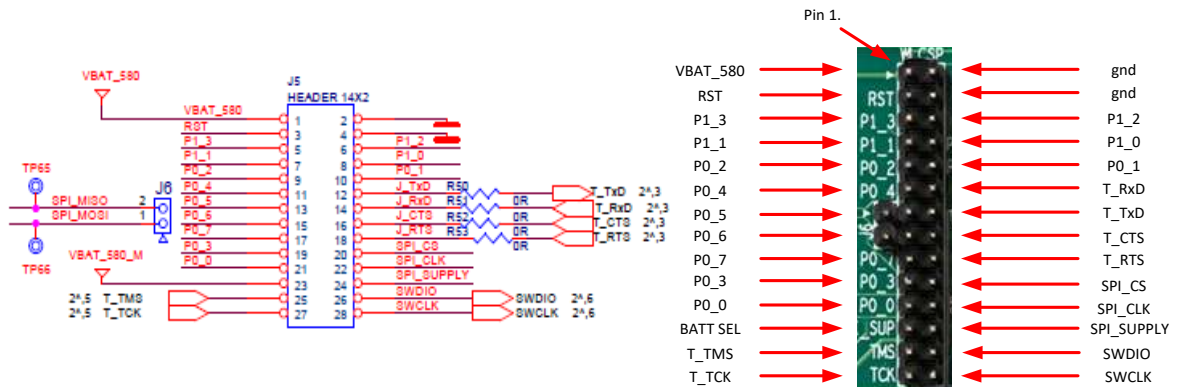 VBAT_580
J5
HEADER 14X2
VBAT_580
1 2
RST
3 4
P1_3
5 6
P1_2
P1_1
7 8
P1_0
P0_2
9 10
P0_1
P0_4
11 12
J_TxD R50
T_TxD 2^,3
P0_5
13 14
J_RxD R51 0R
T_RxD 2^,3
P0_6
15 16
J_CTS R52 0R
T_CTS 2^,3
P0_7
17 18
J_RTS R53 0R
T_RTS 2^,3
P0_3
19 20
SPI_CS
P0_0
21 22
SPI_CLK
23 24
SPI_SUPPLY
2^,5 T_TMS
25 26
SWDIO
SWDIO 2^,6
2^,5 T_TCK
27 28
SWCLK
SWCLK 2^,6
TP65
J6
SPI_MISO 2
SPI_MOSI 1
TP66
VBAT_580_M
Pin 1.
VBAT_580
gnd
RST
RST
gnd
P1_3
P1_3
P1_2
P1_1
P1_1
P1_0
P0_2
P0_2
P0_1
P0_4
P0_4
T_RxD
P0_5
T_TxD
P0_6
J6
T_CTS
P0_7
P0_7
T_RTS
P0_3
P0_3
SPI_CS
P0_0
P0_0
SPI_CLK
BATT SEL
_SUP
SPI_SUPPLY
T_TMS
TMS
SWDIO
T_TCK
TCK
SWCLK